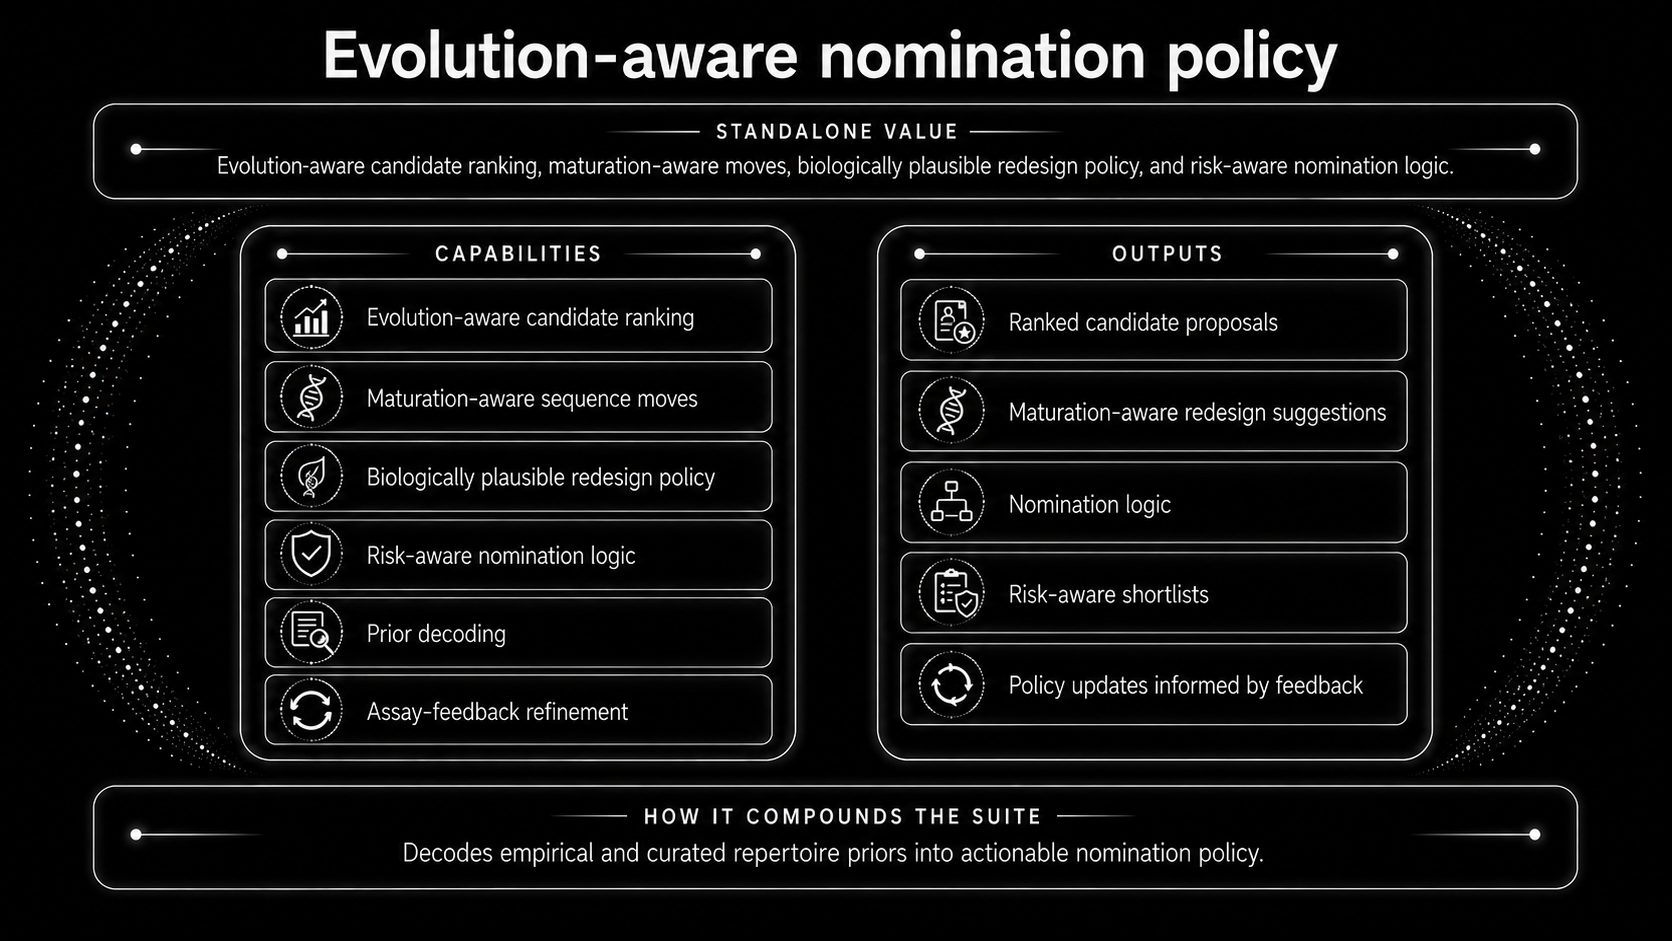 Evolution-aware nomination policy
STANDALONE VALUE
Evolution-aware candidate ranking, maturation-aware moves, biologically plausible redesign policy, and risk-aware nomination logic.
CAPABILITIES
Evolution-aware candidate ranking
Maturation-aware sequence moves
Biologically plausible redesign policy
Risk-aware nomination logic
Prior decoding
Assay-feedback refinement
OUTPUTS
Ranked candidate proposals
Maturation-aware redesign suggestions
Nomination logic
Risk-aware shortlists
Policy updates informed by feedback
HOW IT COMPOUNDS THE SUITE
Decodes empirical and curated repertoire priors into actionable nomination policy.